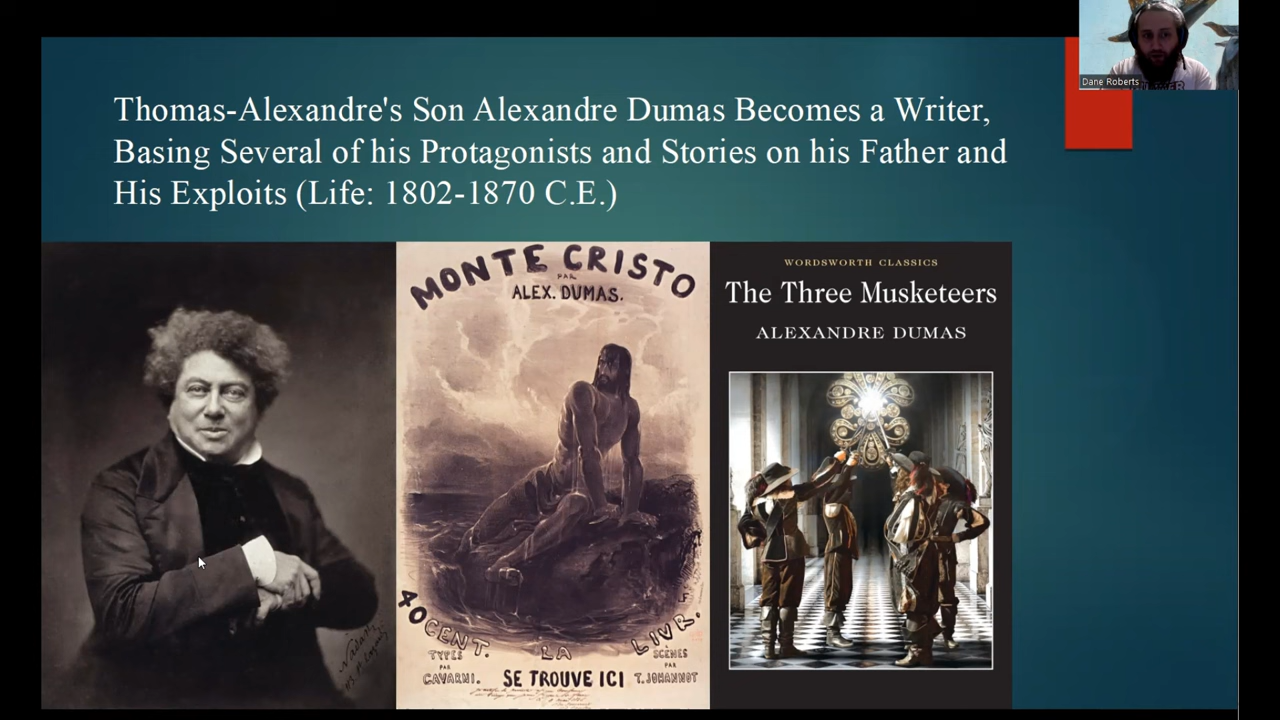 Thomas-Alexandre's Son Alexandre Dumas Becomes a Writer,
Basing Several of his Protagonists and Stories on his Father and
His Exploits (Life: 1802-1870 C.E.)
Dane Roberts
MONTE CRISTO
PAR
ALEX. DUMAS.
40 CENT. LA LIVR.
TYPES
PAR
GAVARNI.
SE TROUVE ICI
SCÈNES
PAR
T. JOHANNOT
WORDSWORTH CLASSICS
The Three Musketeers
ALEXANDRE DUMAS